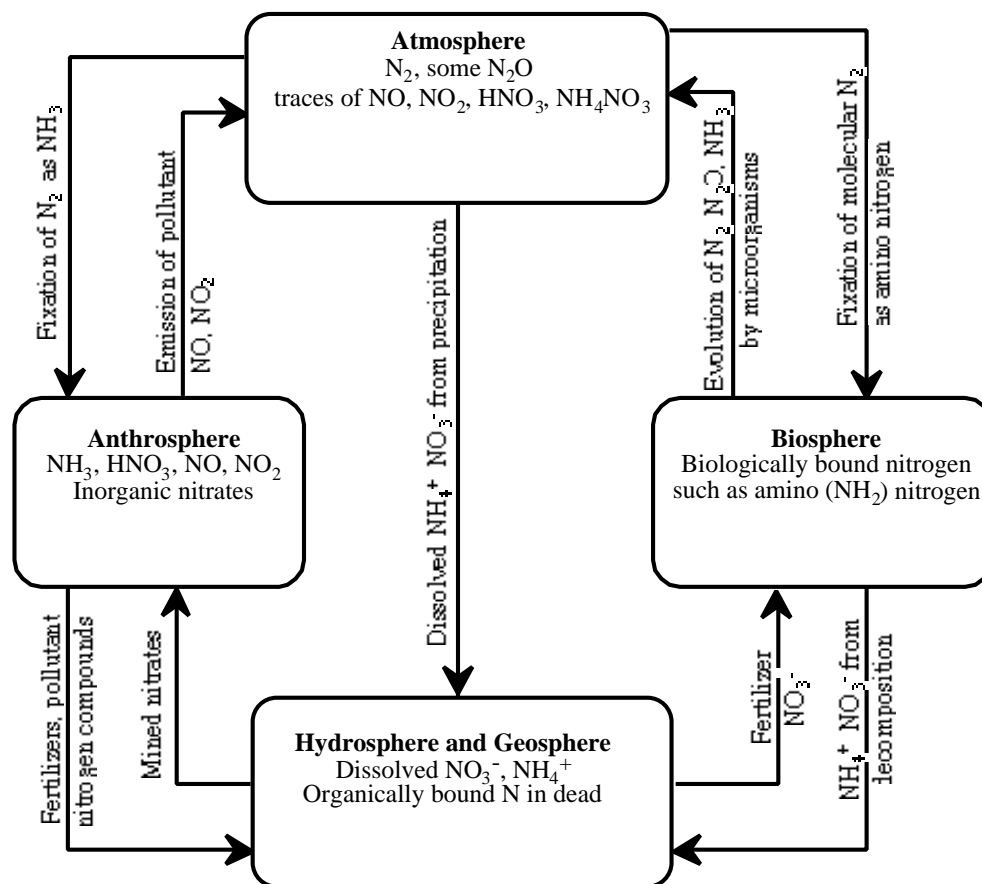 Atmosphere
N₂, some N₂O
traces of NO, NO₂, HNO₃, NH₄NO₃
Fixation of N₂ as NH₃
Emission of pollutant
NO, NO₂
Dissolved NH₄⁺ NO₃⁻ from precipitation
Evolution of N₂ N₂O, NH₃
by microorganisms
Fixation of molecular N₂
as amino nitrogen
Anthrosphere
NH₃, HNO₃, NO, NO₂
Inorganic nitrates
Biosphere
Biologically bound nitrogen
such as amino (NH₂) nitrogen
Fertilizers, pollutant
nitrogen compounds
Mined nitrates
Fertilizer
NO₃⁻
NH₄⁺ NO₃⁻ from
lecomposition
Hydrosphere and Geosphere
Dissolved NO₃⁻, NH₄⁺
Organically bound N in dead